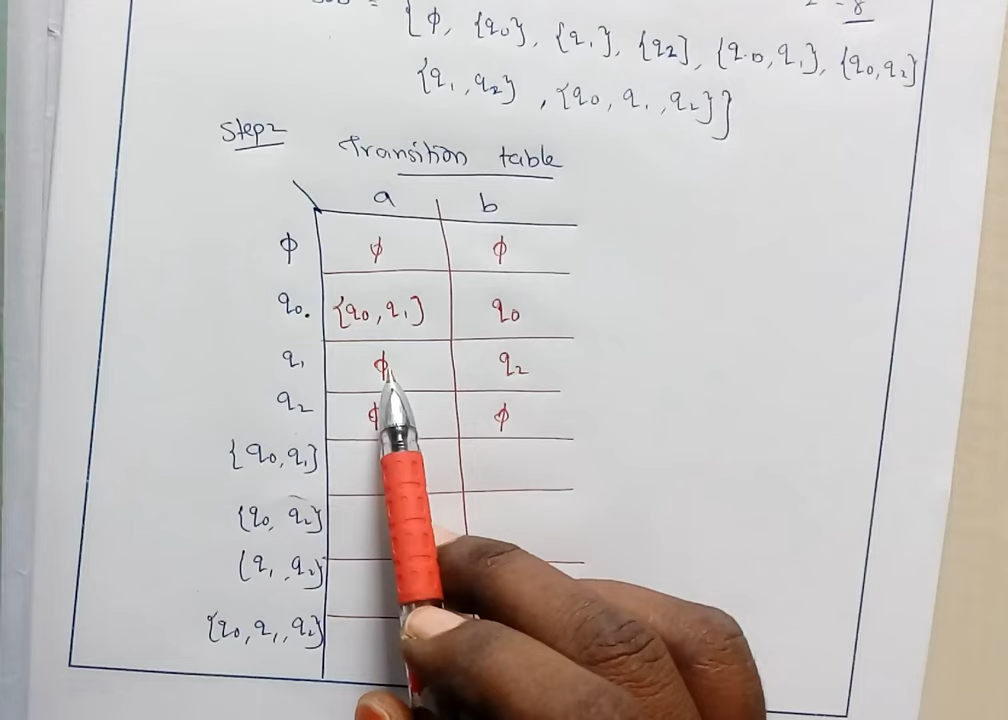 = {ϕ, {q0}, {q1}, {q2}, {q0, q1}, {q0, q2}
{q1, q2}, {q0, q1, q2}}
Step2
Transition table
a b
ϕ ϕ ϕ
q0. {q0, q1} q0
q1 ϕ q2
q2 ϕ ϕ
{q0, q1}
{q0, q2}
{q1, q2}
{q0, q1, q2}